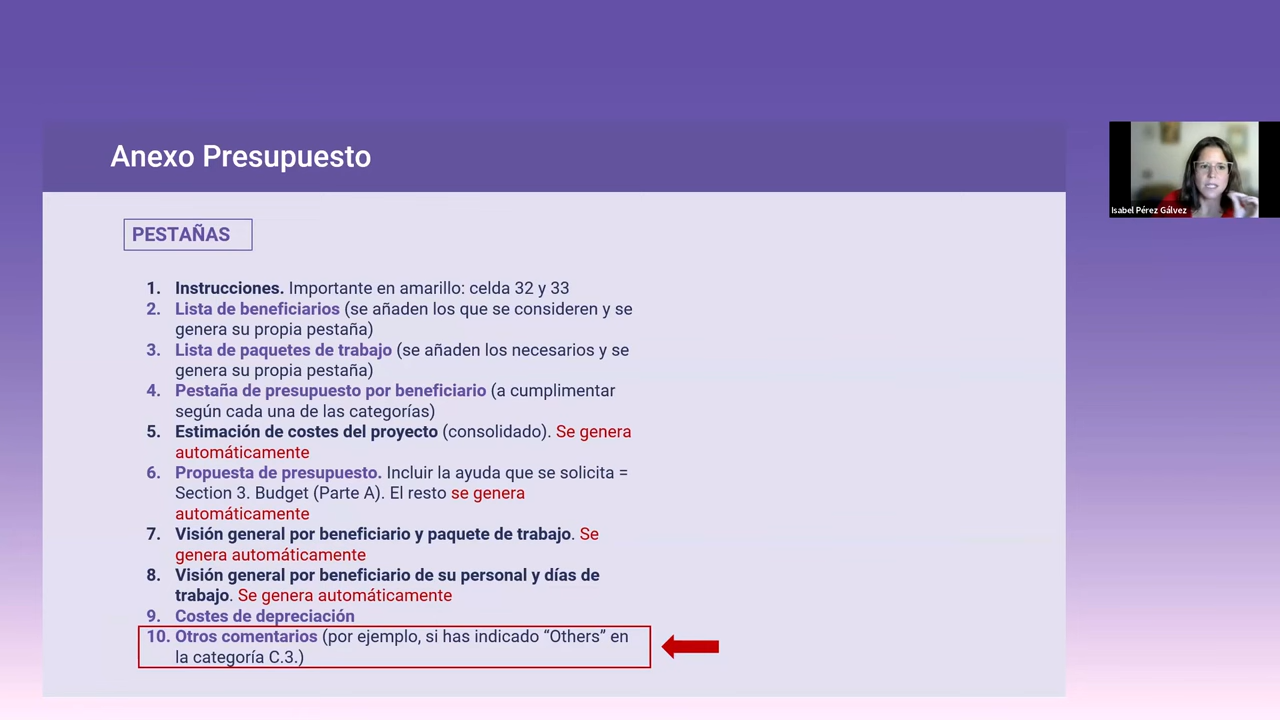 Anexo Presupuesto
Isabel Pérez Gálvez
PESTAÑAS
1. Instrucciones. Importante en amarillo: celda 32 y 33
2. Lista de beneficiarios (se añaden los que se consideren y se
genera su propia pestaña)
3. Lista de paquetes de trabajo (se añaden los necesarios y se
genera su propia pestaña)
4. Pestaña de presupuesto por beneficiario (a cumplimentar
según cada una de las categorías)
5. Estimación de costes del proyecto (consolidado). Se genera
automáticamente
6. Propuesta de presupuesto. Incluir la ayuda que se solicita =
Section 3. Budget (Parte A). El resto se genera
automáticamente
7. Visión general por beneficiario y paquete de trabajo. Se
genera automáticamente
8. Visión general por beneficiario de su personal y días de
trabajo. Se genera automáticamente
9. Costes de depreciación
10. Otros comentarios (por ejemplo, si has indicado “Others” en
la categoría C.3.)